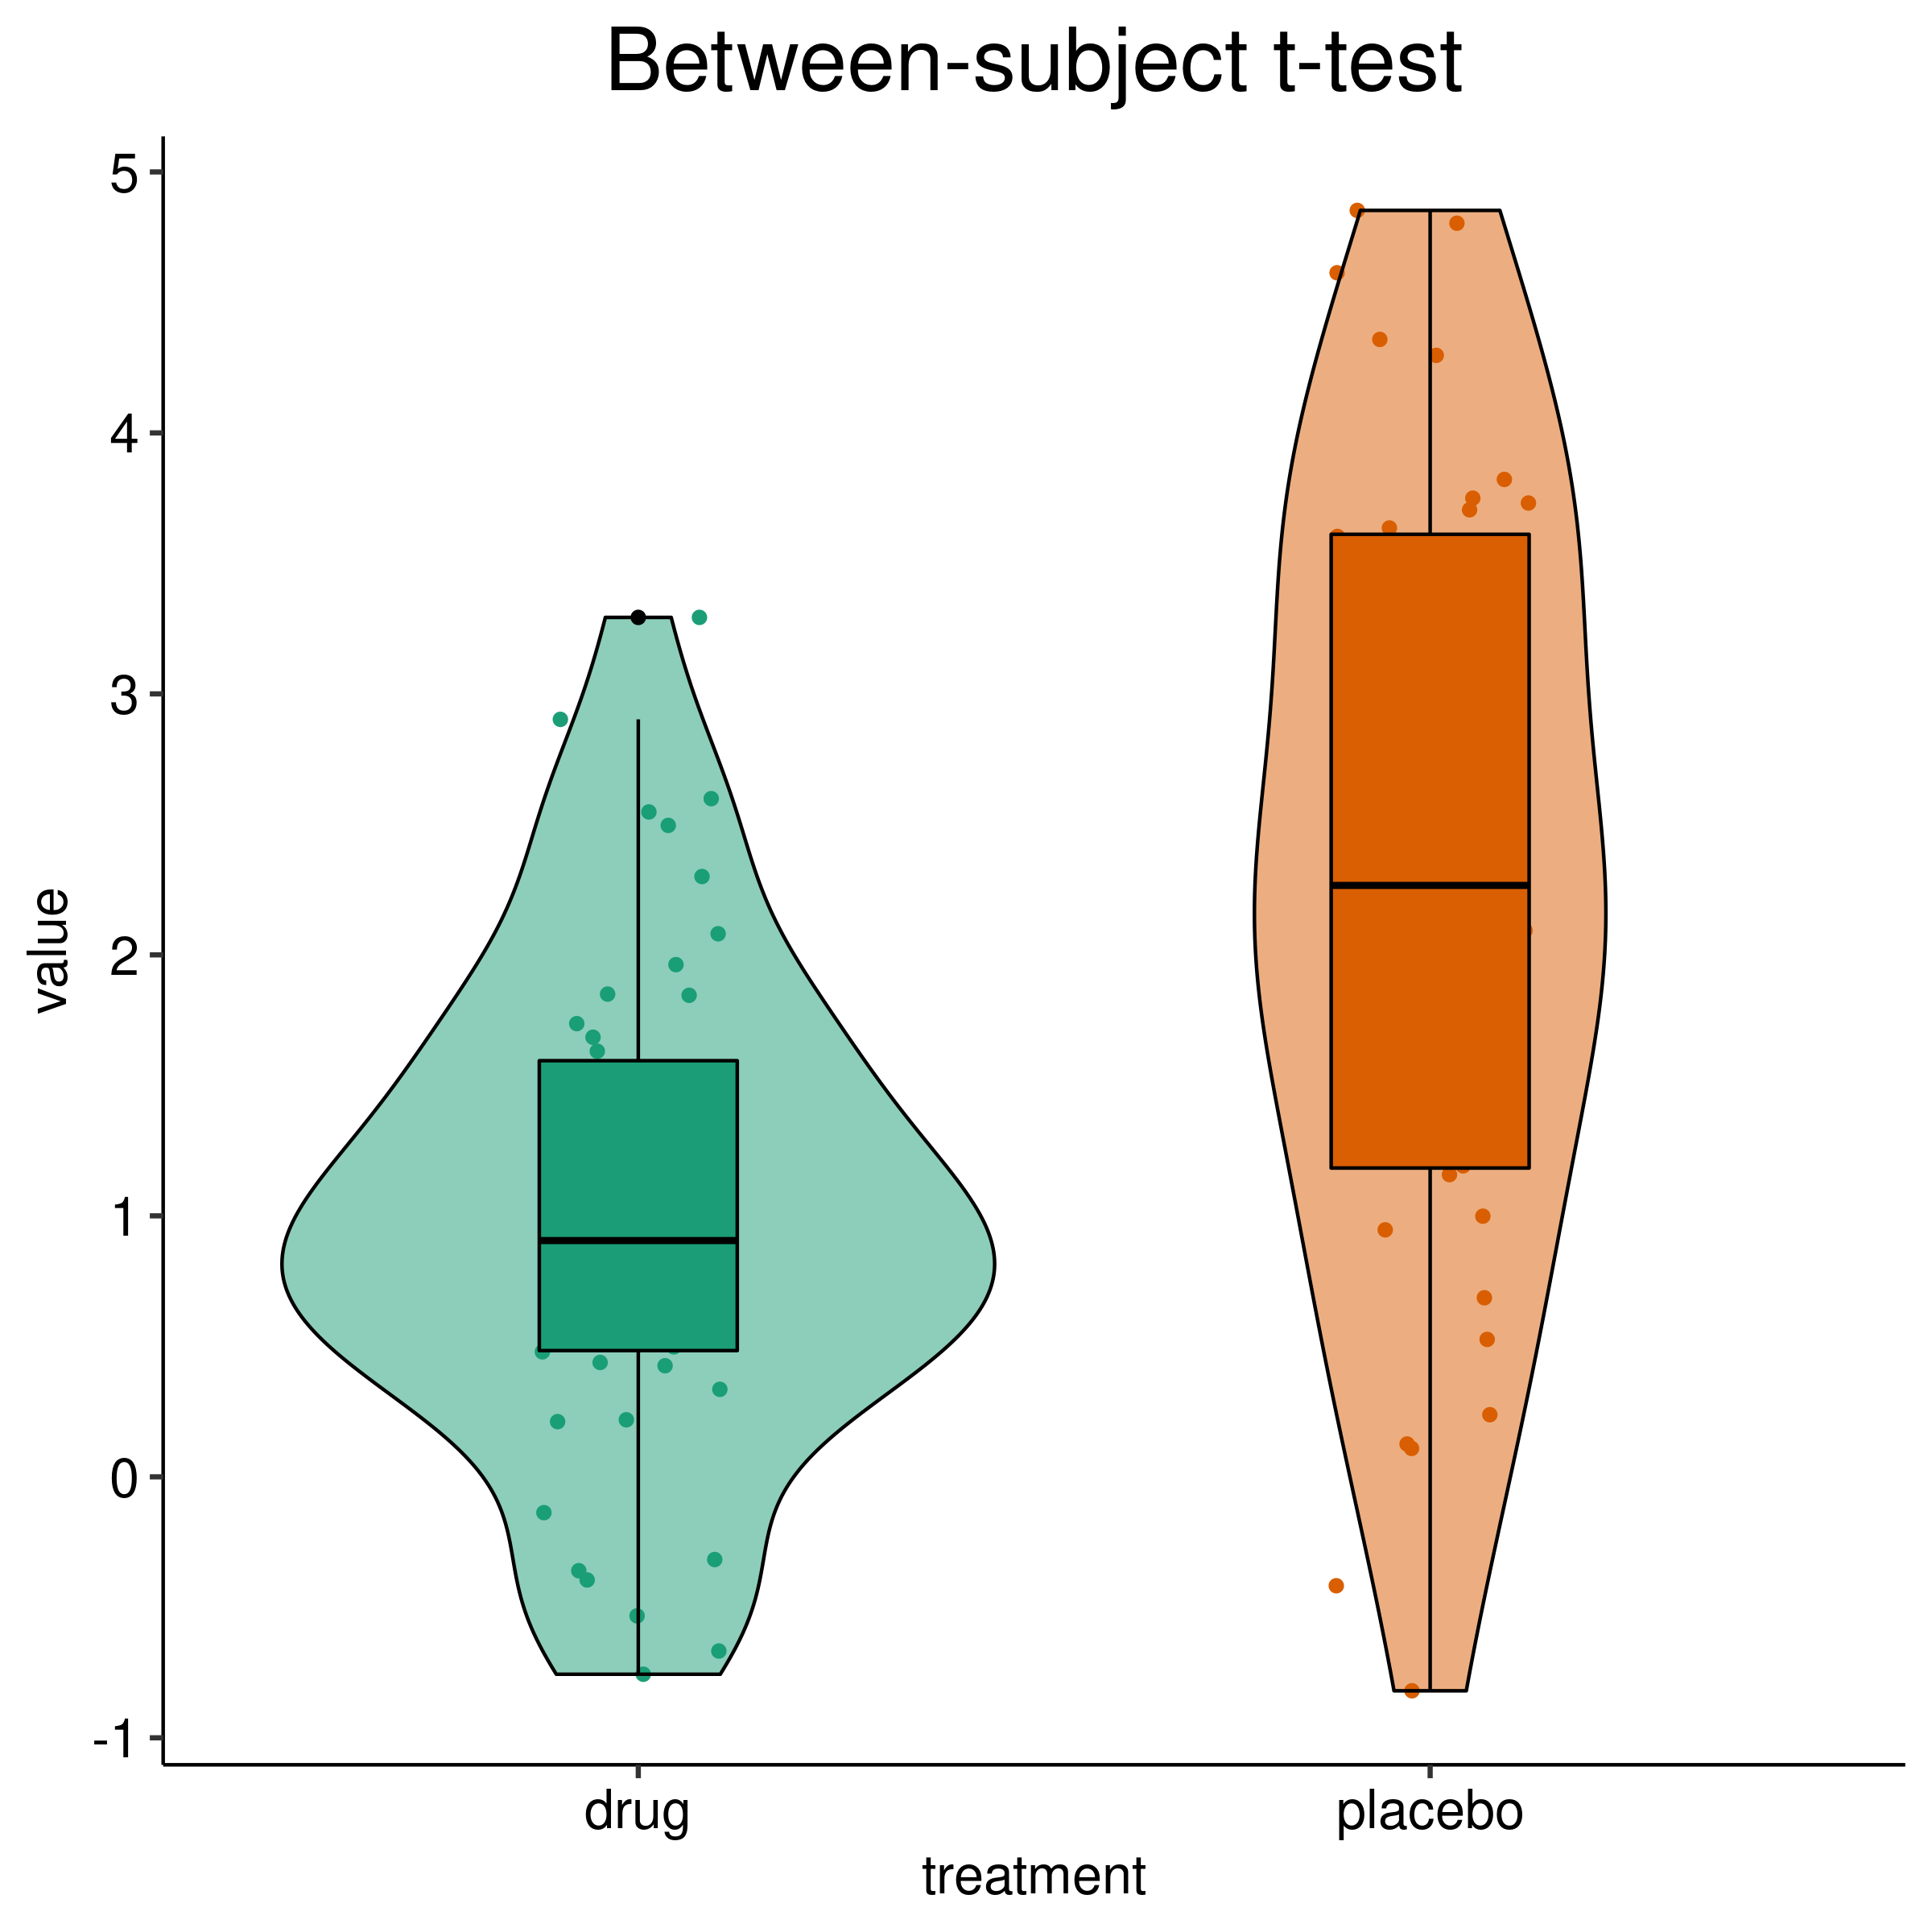 Between-subject t-test
5
4
3
2
1
0
-1
value
drug
placebo
treatment